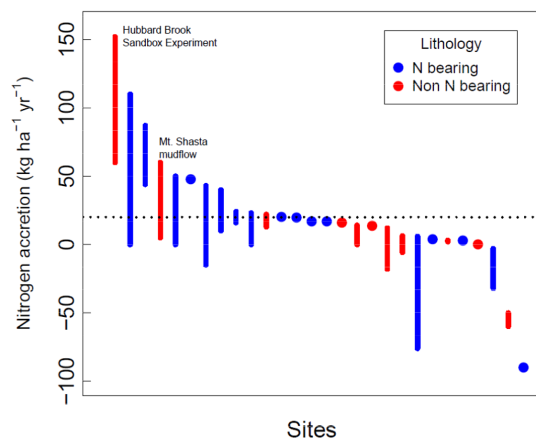 Hubbard Brook
Sandbox Experiment
Lithology
N bearing
Non N bearing
Mt. Shasta
mudflow
150
100
50
0
−50
−100
Nitrogen accretion (kg ha⁻¹ yr⁻¹)
Sites